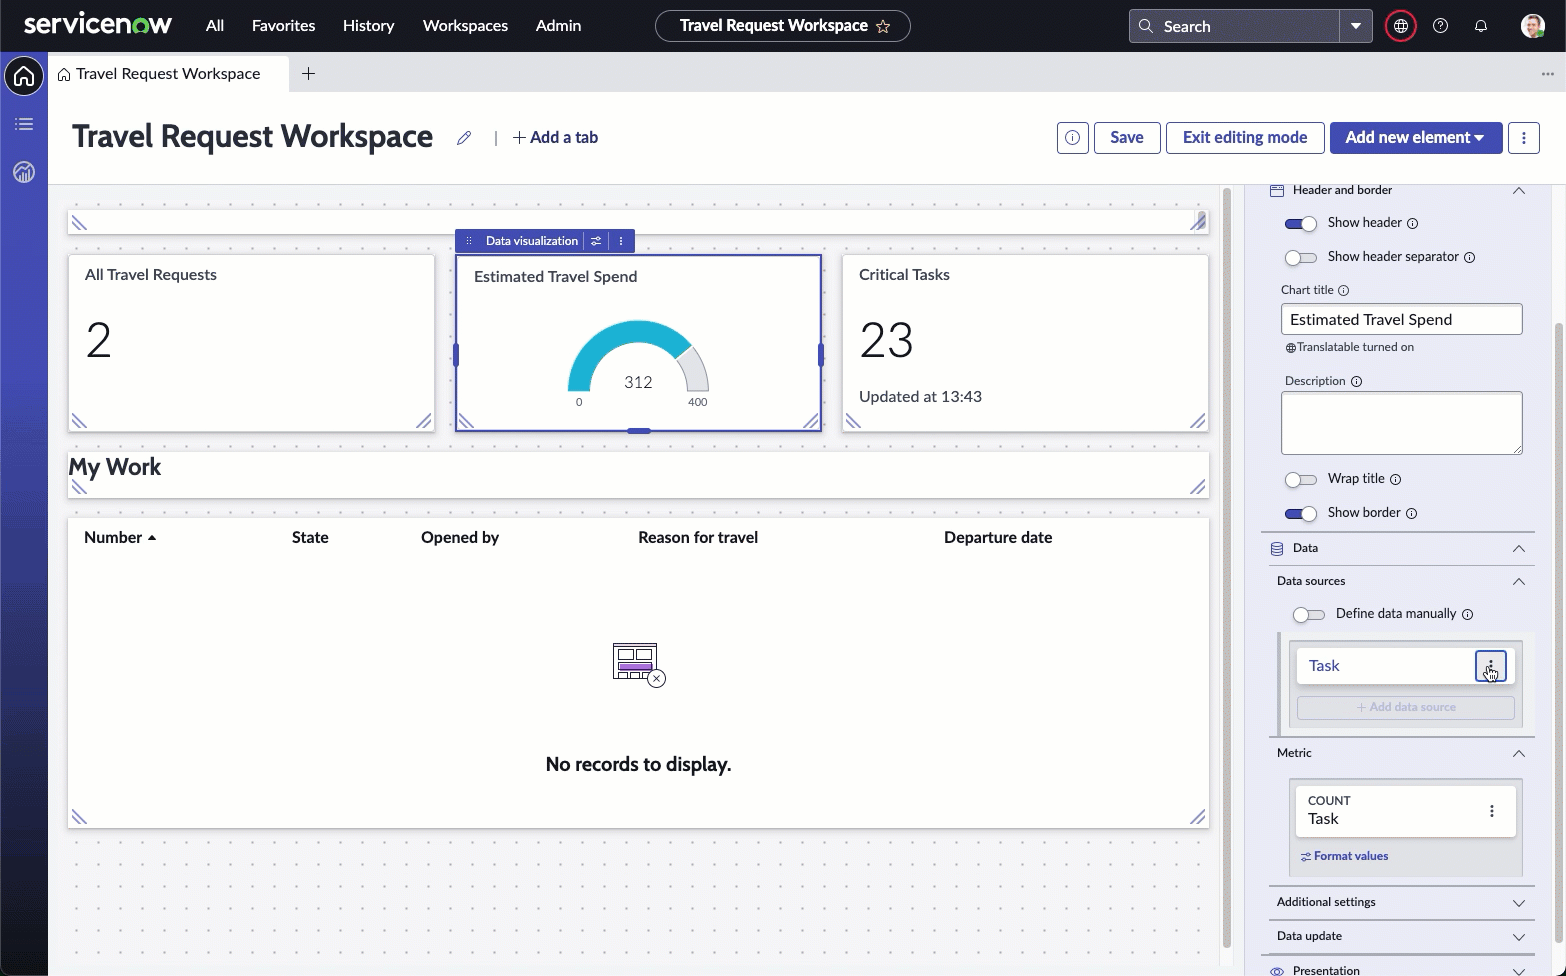 servicenow All Favorites History Workspaces Admin Travel Request Workspace Search
Travel Request Workspace
Travel Request Workspace | + Add a tab Save Exit editing mode Add new element
Data visualization
All Travel Requests
2
Estimated Travel Spend
312
0 400
Critical Tasks
23
Updated at 13:43
My Work
Number State Opened by Reason for travel Departure date
No records to display.
Header and border
Show header
Show header separator
Chart title
Estimated Travel Spend
Translatable turned on
Description
Wrap title
Show border
Data
Data sources
Define data manually
Task
+ Add data source
Metric
COUNT
Task
Format values
Additional settings
Data update
Presentation